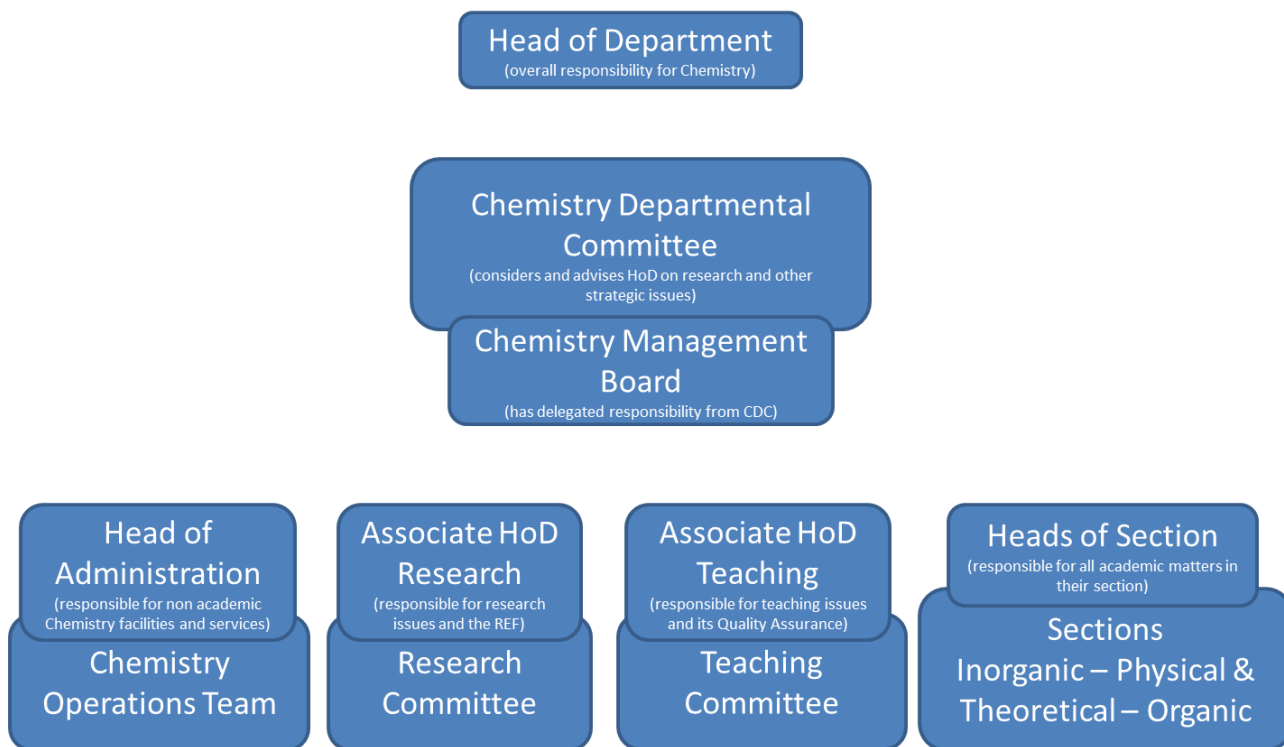 Head of Department
(overall responsibility for Chemistry)
Chemistry Departmental
Committee
(considers and advises HoD on research and other
strategic issues)
Chemistry Management
Board
(has delegated responsibility from CDC)
Head of
Administration
(responsible for non academic
Chemistry facilities and services)
Chemistry
Operations Team
Associate HoD
Research
(responsible for research
issues and the REF)
Research
Committee
Associate HoD
Teaching
(responsible for teaching issues
and its Quality Assurance)
Teaching
Committee
Heads of Section
(responsible for all academic matters in
their section)
Sections
Inorganic – Physical &
Theoretical – Organic